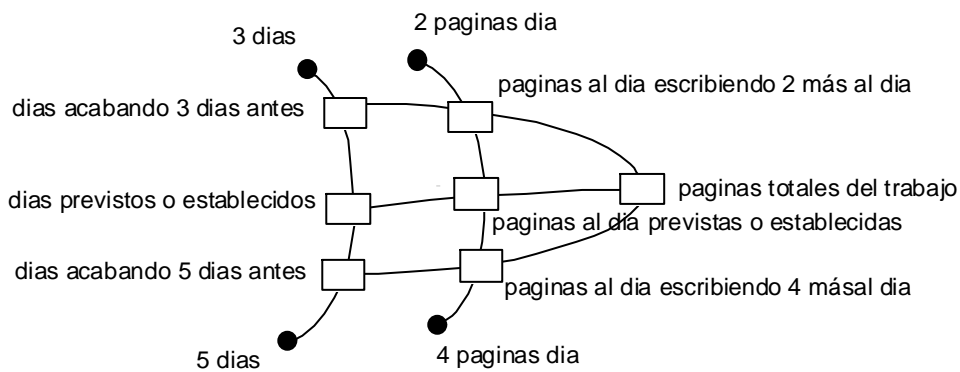 2 paginas dia
3 dias
paginas al dia escribiendo 2 más al dia
dias acabando 3 dias antes
paginas totales del trabajo
dias previstos o establecidos
paginas al dia previstas o establecidas
dias acabando 5 dias antes
paginas al dia escribiendo 4 másal dia
4 paginas dia
5 dias